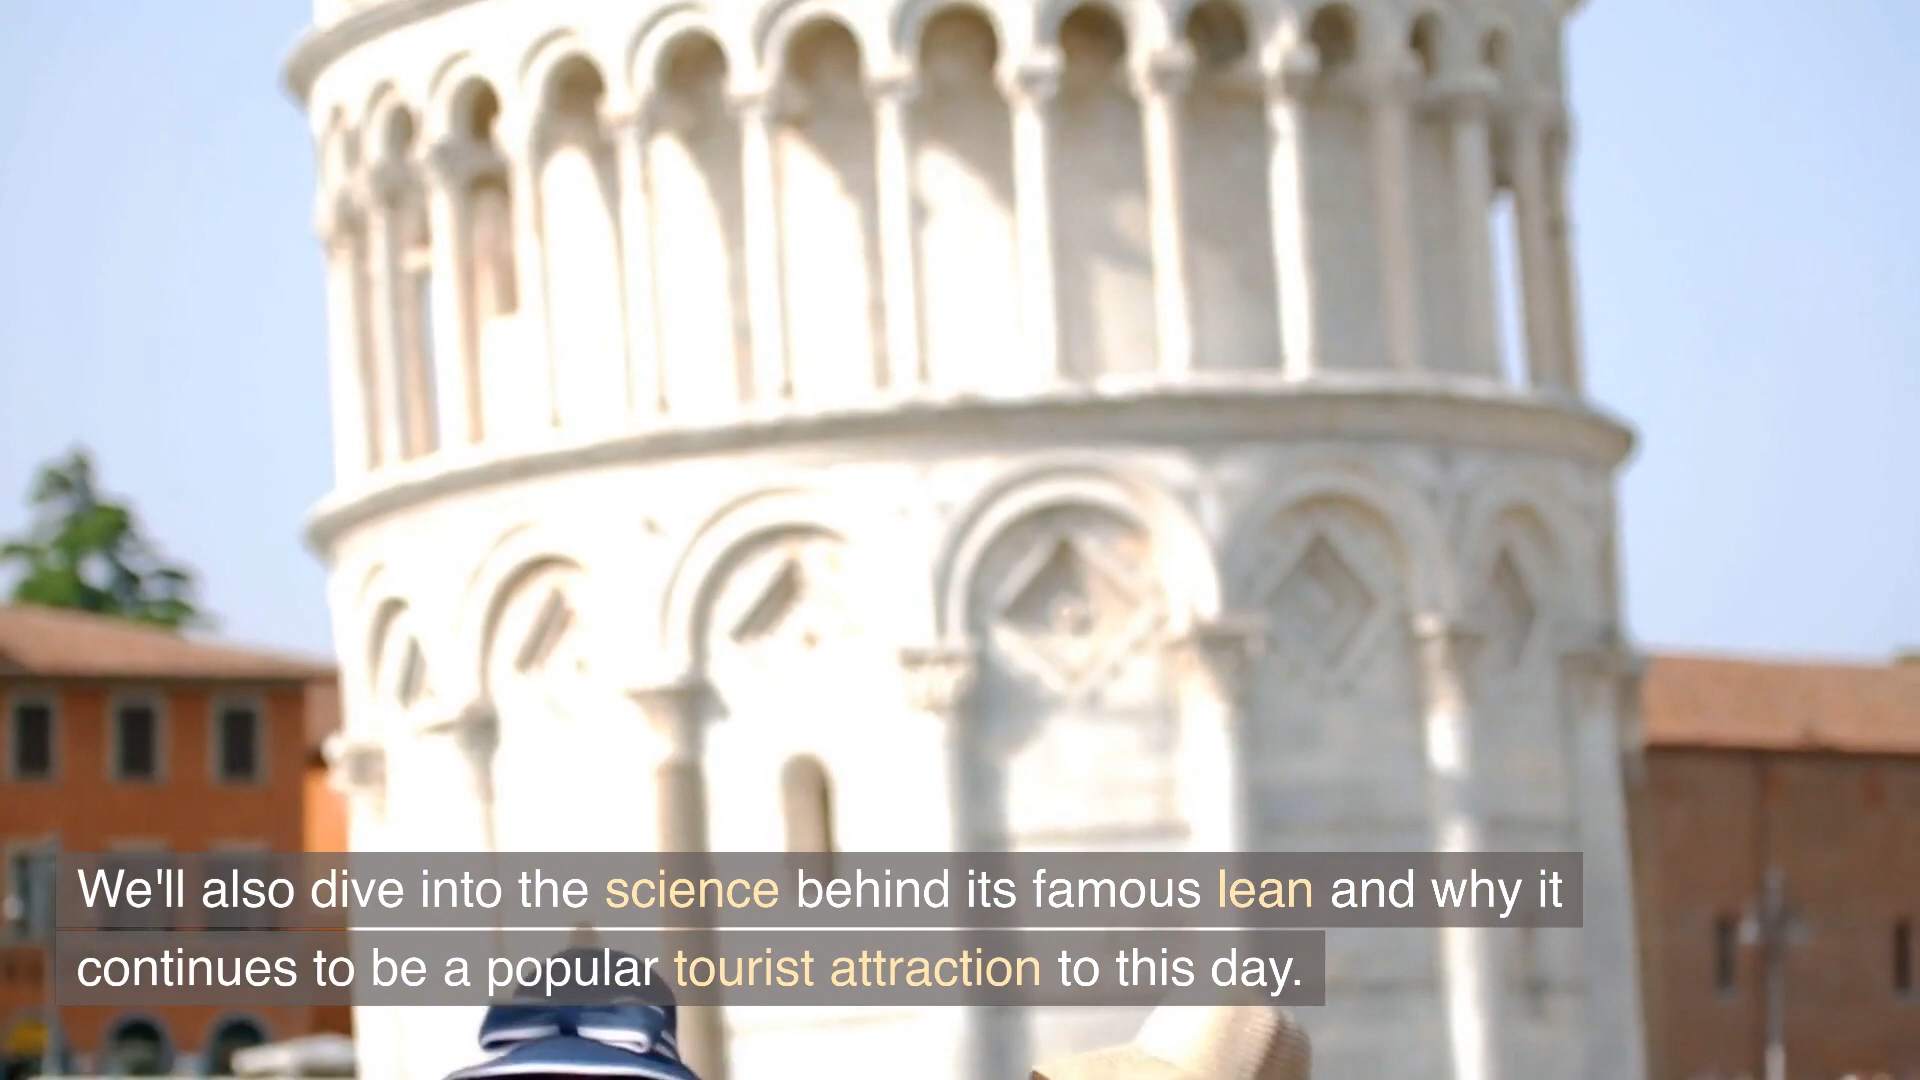 We'll also dive into the science behind its famous lean and why it
continues to be a popular tourist attraction to this day.